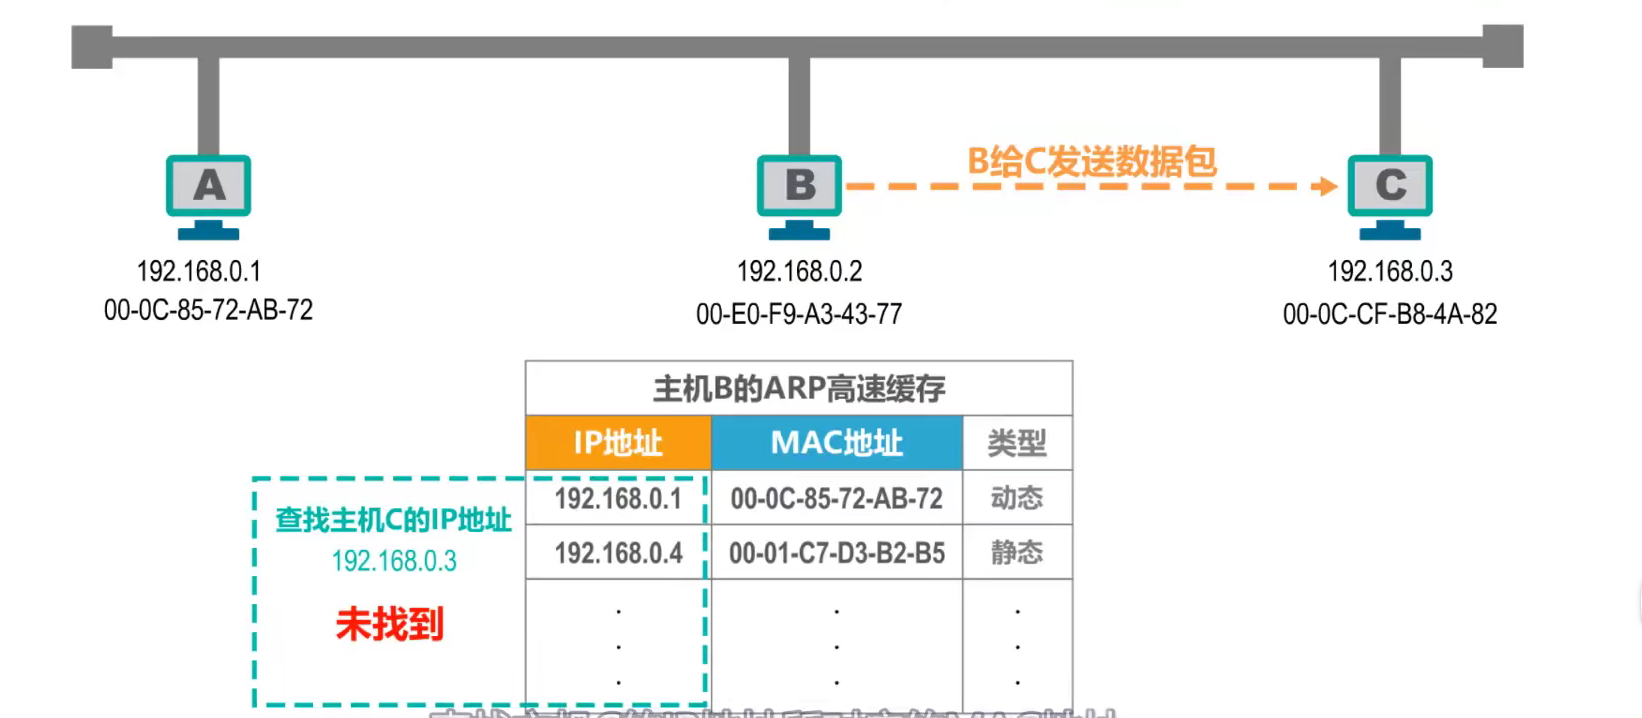 B给C发送数据包
A
B
C
192.168.0.1
00-0C-85-72-AB-72
192.168.0.2
00-E0-F9-A3-43-77
192.168.0.3
00-0C-CF-B8-4A-82
主机B的ARP高速缓存
IP地址 MAC地址 类型
192.168.0.1 00-0C-85-72-AB-72 动态
192.168.0.4 00-01-C7-D3-B2-B5 静态
查找主机C的IP地址
192.168.0.3
未找到